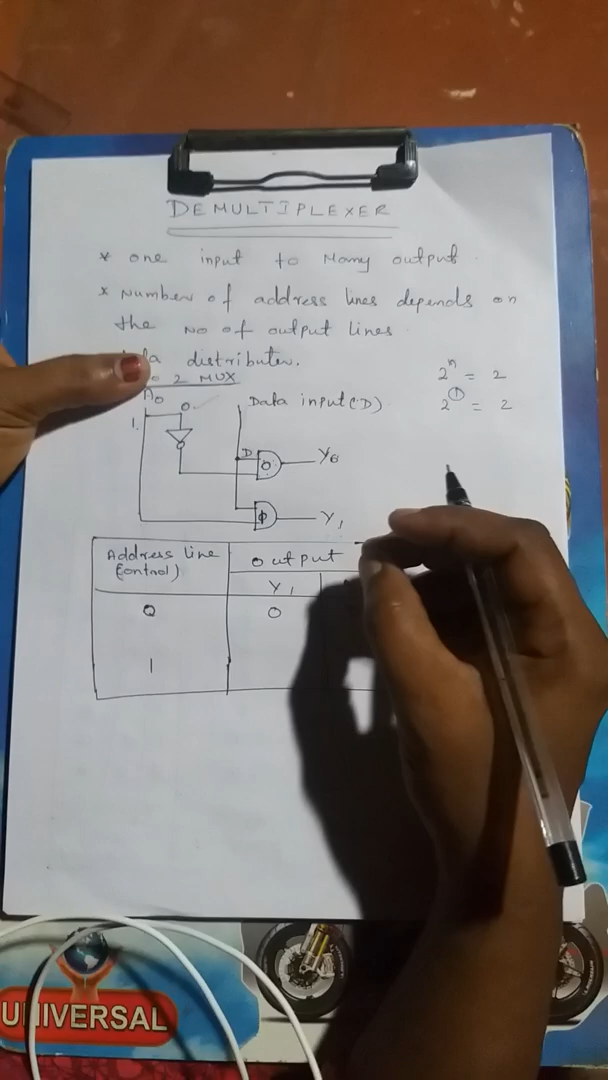 DEMULTIPLEXER
* one input to Many output
* Number of address lines depends on
the No of output lines
distributer.
2 MUX
2^n = 2
2^1 = 2
A0 0 Data input (D)
1.
D
0 Y0
Y1
Address line
(control)
output
Y1
0 0
1
UNIVERSAL